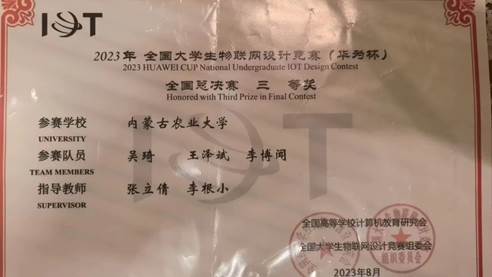 IOT
2023年 全国大学生物联网设计竞赛（华为杯）
2023 HUAWEI CUP National Undergraduate IOT Design Contest
全国总决赛 三 等奖
Honored with Third Prize in Final Contest
参赛学校 内蒙古农业大学
UNIVERSITY
参赛队员 吴琦 王泽斌 李博闻
TEAM MEMBERS
指导教师 张立倩 李根小
SUPERVISOR
IOT
全国高等学校计算机教育研究会
全国大学生物联网设计竞赛组委会
组织委员会
2023年8月